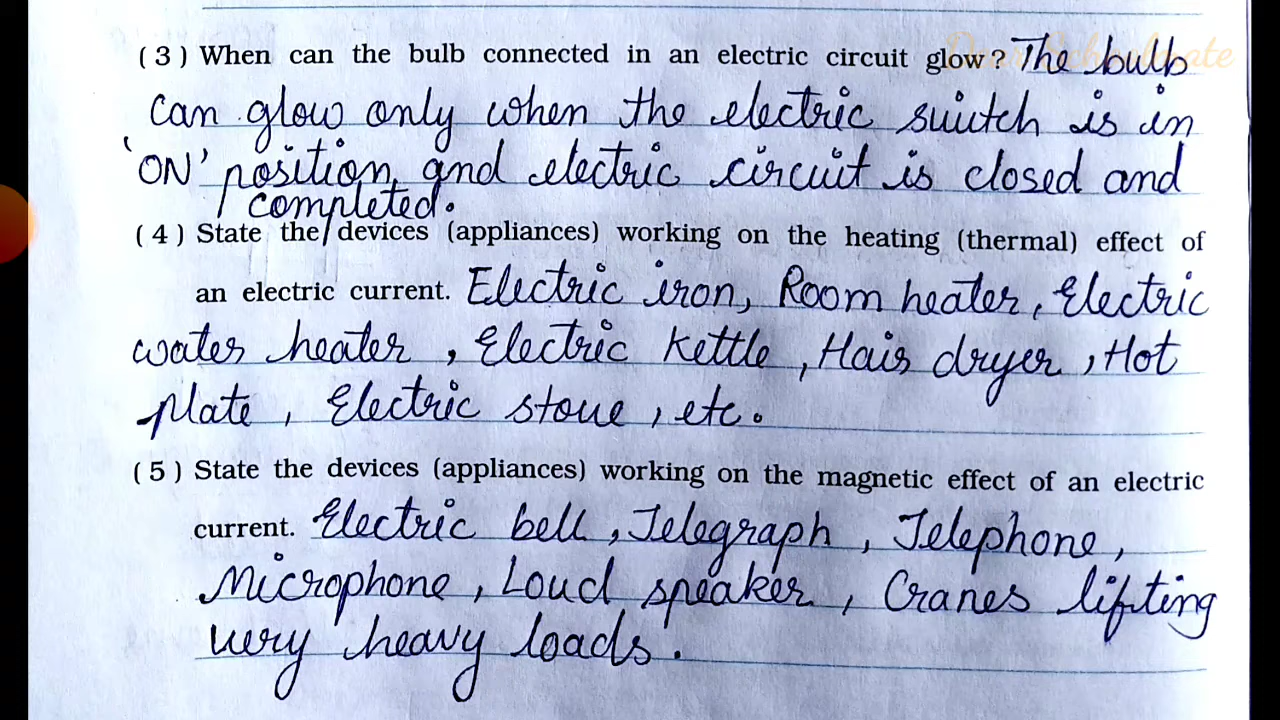 (3) When can the bulb connected in an electric circuit glow? The bulb
can glow only when the electric switch is in
'ON' position and electric circuit is closed and
completed.
(4) State the devices (appliances) working on the heating (thermal) effect of
an electric current. Electric iron, Room heater, Electric
water heater, Electric Kettle, Hair dryer, Hot
plate, Electric stove, etc.
(5) State the devices (appliances) working on the magnetic effect of an electric
current. Electric bell, Telegraph, Telephone,
Microphone, Loud speaker, Cranes lifting
very heavy loads.